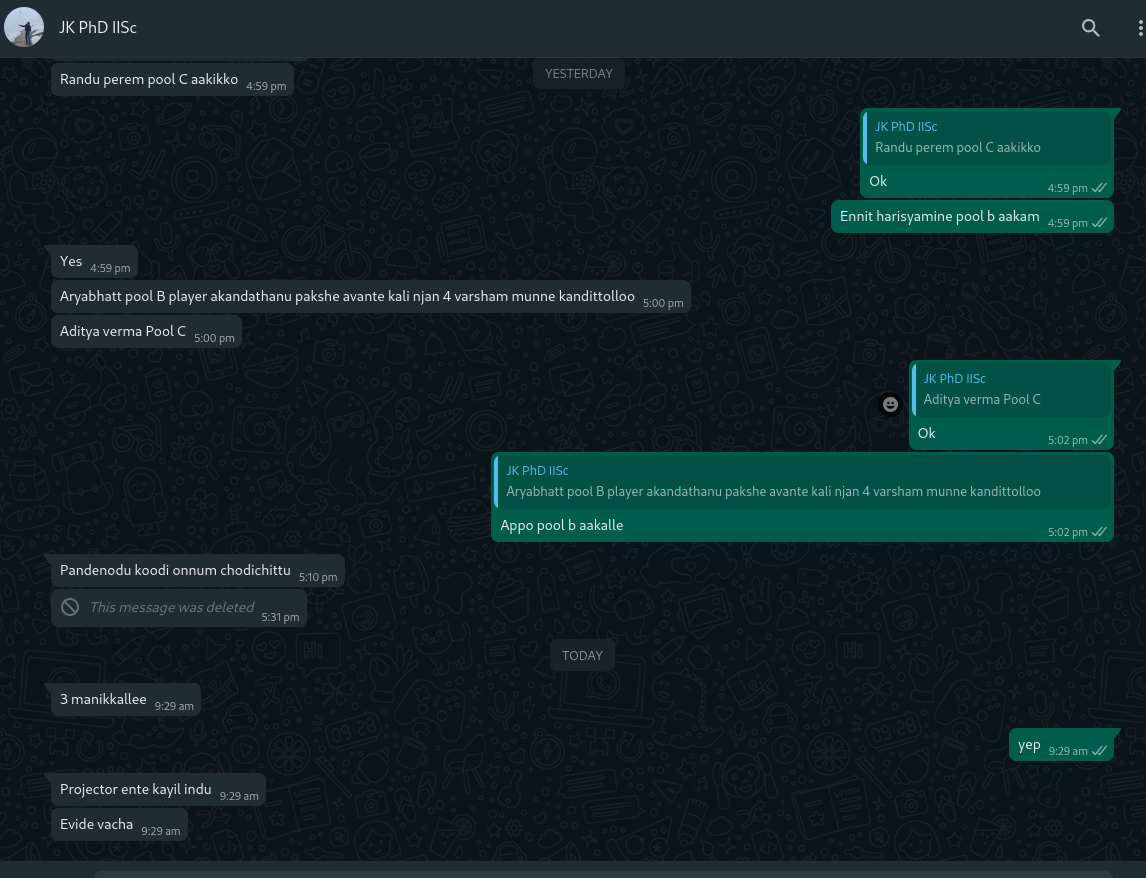 JK PhD IISc
Randu perem pool C aakikko 4:59 pm
YESTERDAY
JK PhD IISc
Randu perem pool C aakikko
Ok 4:59 pm
Ennit harisyamine pool b aakam 4:59 pm
Yes 4:59 pm
Aryabhatt pool B player akandathanu pakshe avante kali njan 4 varsham munne kandittolloo 5:00 pm
Aditya verma Pool C 5:00 pm
JK PhD IISc
Aditya verma Pool C
Ok 5:02 pm
JK PhD IISc
Aryabhatt pool B player akandathanu pakshe avante kali njan 4 varsham munne kandittolloo
Appo pool b aakalle 5:02 pm
Pandenodu koodi onnum chodichittu 5:10 pm
This message was deleted 5:31 pm
TODAY
3 manikkallee 9:29 am
yep 9:29 am
Projector ente kayil indu 9:29 am
Evide vacha 9:29 am